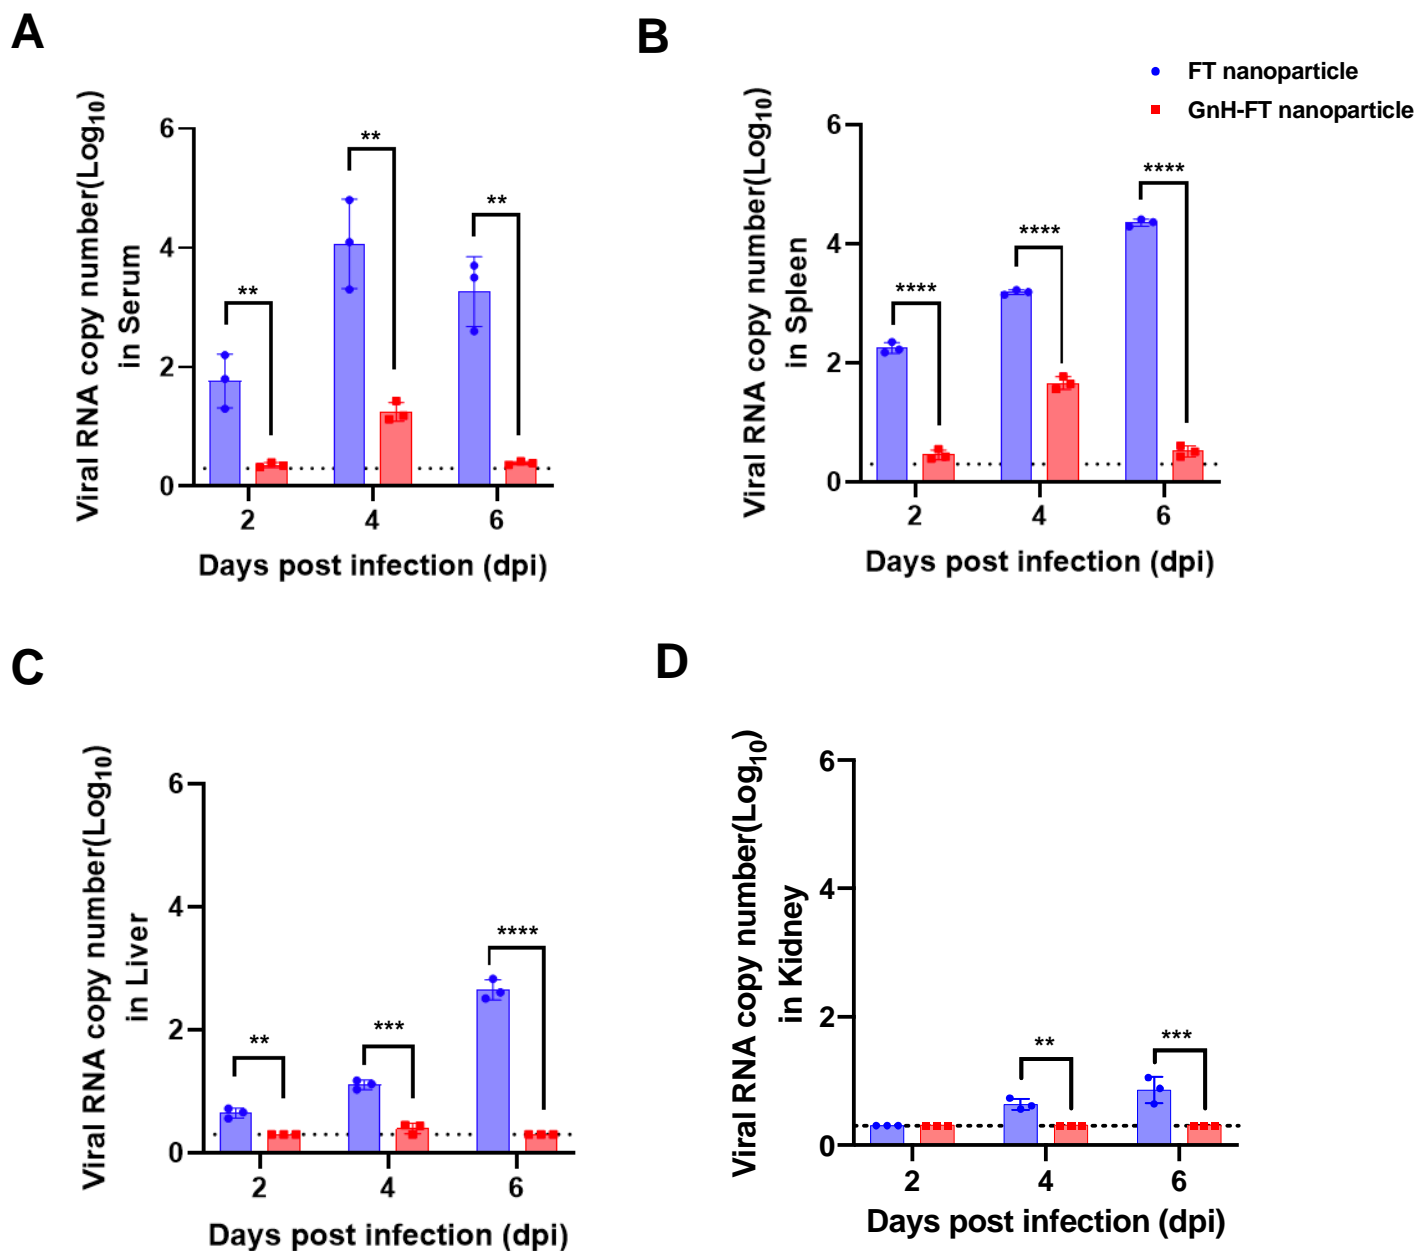 A
Viral RNA copy number(Log10)
in Serum
6
4
2
0
**
**
**
2
4
6
Days post infection (dpi)
B
FT nanoparticle
GnH-FT nanoparticle
Viral RNA copy number(Log10)
in Spleen
6
4
2
0
****
****
****
2
4
6
Days post infection (dpi)
C
Viral RNA copy number(Log10)
in Liver
6
4
2
0
**
***
****
2
4
6
Days post infection (dpi)
D
Viral RNA copy number(Log10)
in Kidney
6
4
2
0
**
***
2
4
6
Days post infection (dpi)